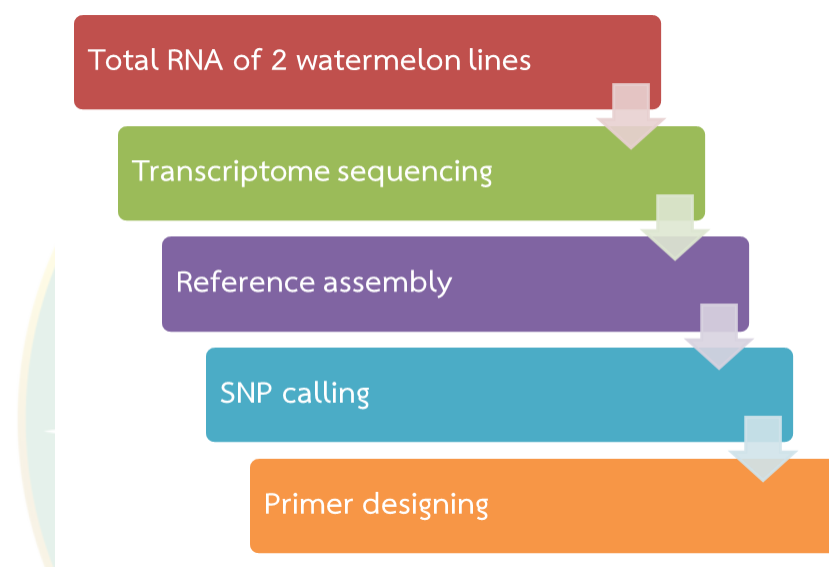 Total RNA of 2 watermelon lines
Transcriptome sequencing
Reference assembly
SNP calling
Primer designing